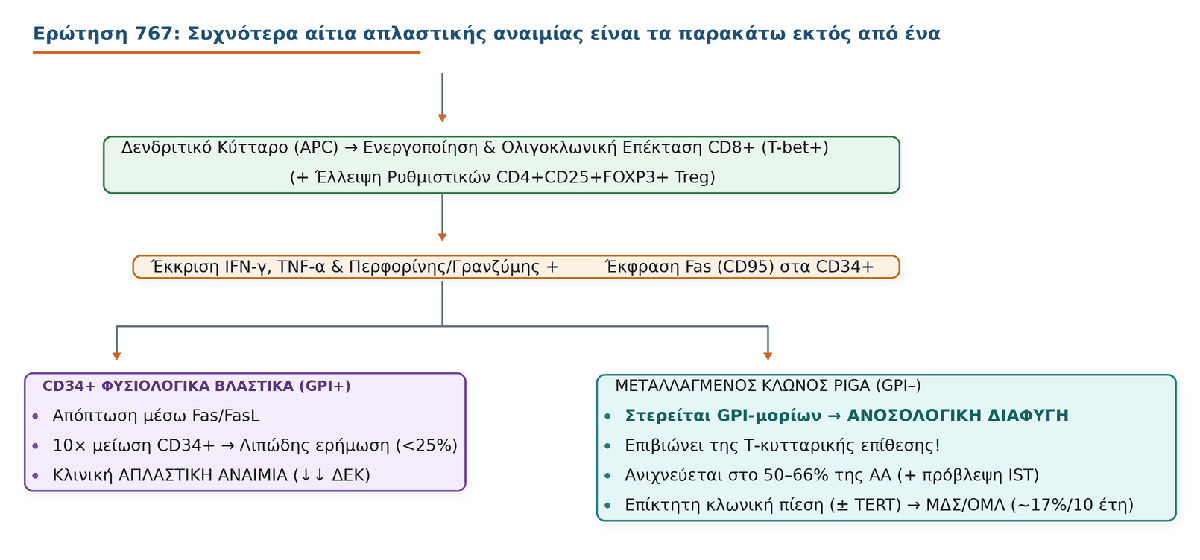 Ερώτηση 767: Συχνότερα αίτια απλαστικής αναιμίας είναι τα παρακάτω εκτός από ένα
Δενδριτικό Κύτταρο (APC) → Ενεργοποίηση & Ολιγοκλωνική Επέκταση CD8+ (T-bet+)
(+ Έλλειψη Ρυθμιστικών CD4+CD25+FOXP3+ Treg)
Έκκριση IFN-γ, TNF-α & Περφορίνης/Γρανζύμης + Έκφραση Fas (CD95) στα CD34+
CD34+ ΦΥΣΙΟΛΟΓΙΚΑ ΒΛΑΣΤΙΚΑ (GPI+)
• Απόπτωση μέσω Fas/FasL
• 10× μείωση CD34+ → Λιπώδης ερήμωση (<25%)
• Κλινική ΑΠΛΑΣΤΙΚΗ ΑΝΑΙΜΙΑ (↓↓ ΔΕΚ)
ΜΕΤΑΛΛΑΓΜΕΝΟΣ ΚΛΩΝΟΣ PIGA (GPI–)
• Στερείται GPI-μορίων → ΑΝΟΣΟΛΟΓΙΚΗ ΔΙΑΦΥΓΗ
• Επιβιώνει της Τ-κυτταρικής επίθεσης!
• Ανιχνεύεται στο 50–66% της ΑΑ (+ πρόβλεψη IST)
• Επίκτητη κλωνική πίεση (± TERT) → ΜΔΣ/ΟΜΛ (~17%/10 έτη)